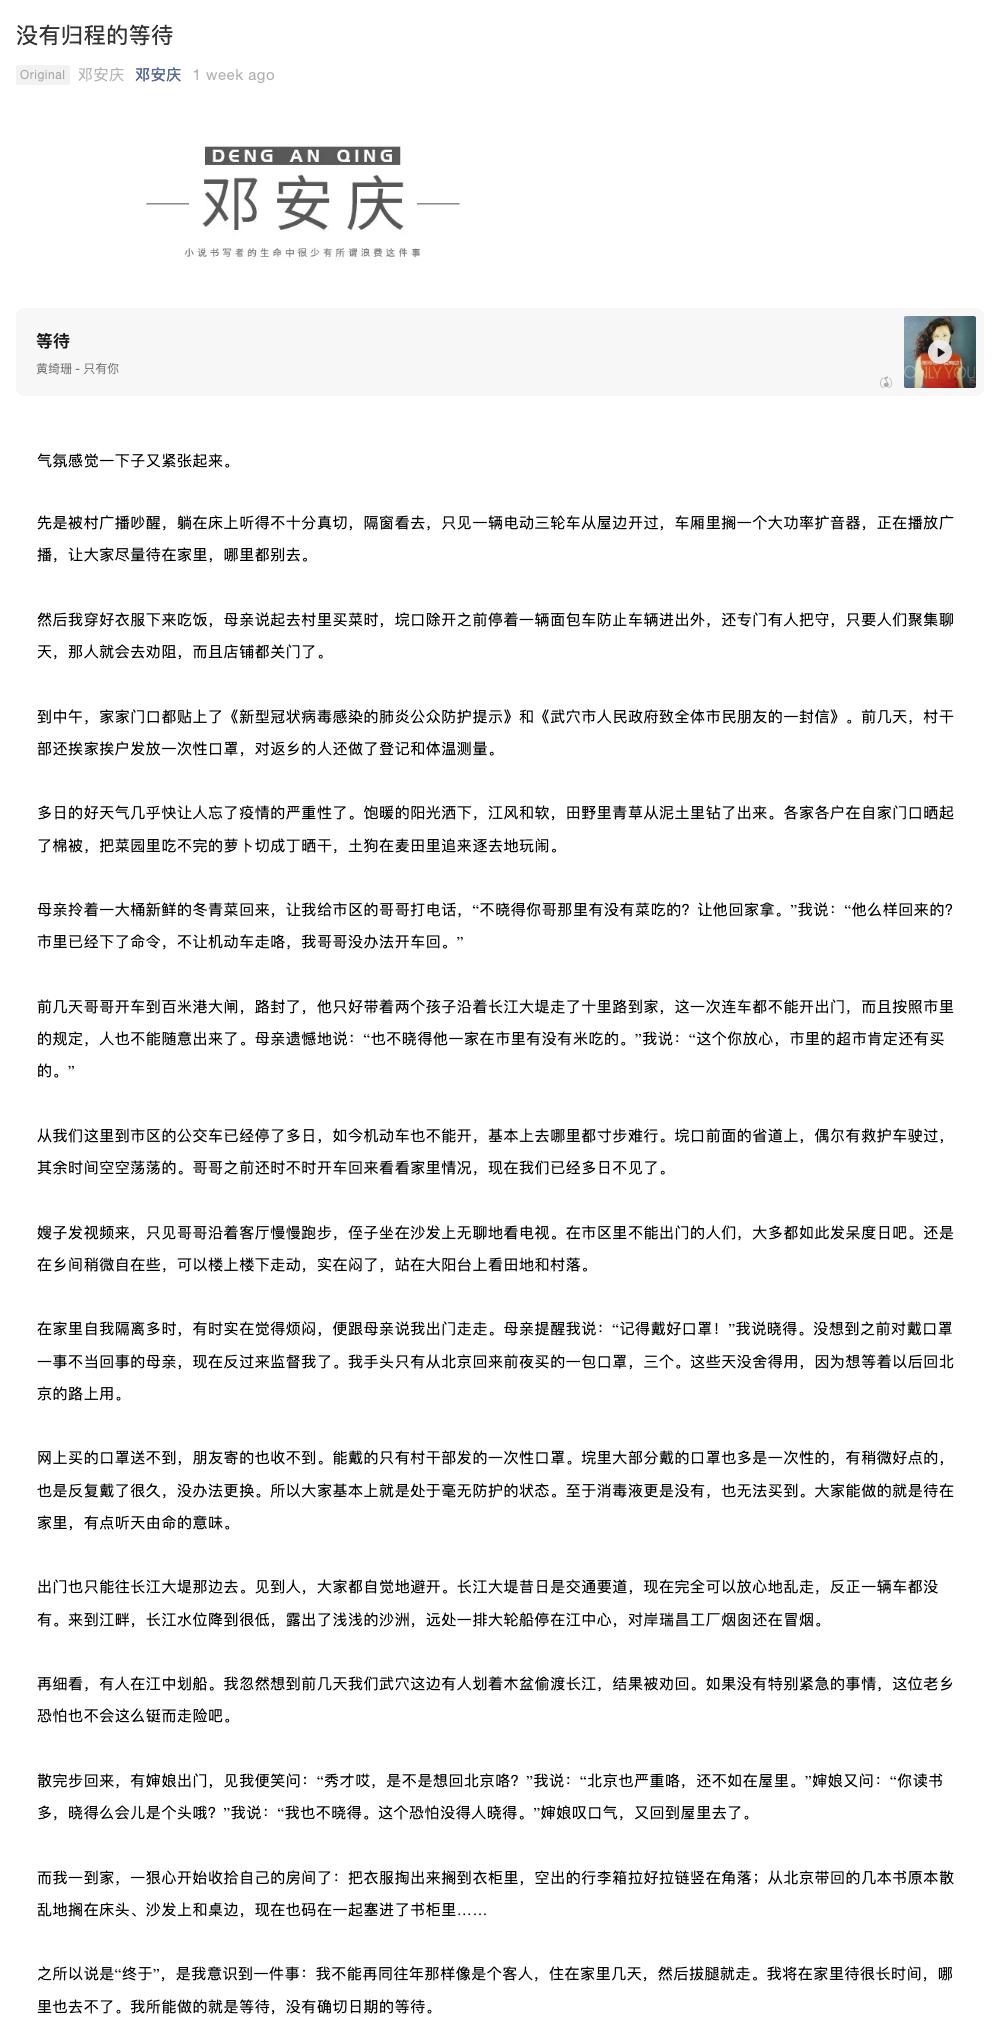 没有归程的等待
Original 邓安庆 邓安庆 1 week ago
DENG AN QING
邓安庆
小说书写者的生命中很少有所谓浪费这件事
等待
黄绮珊 - 只有你
ONLY YOU
气氛感觉一下子又紧张起来。
先是被村广播吵醒，躺在床上听得不十分真切，隔窗看去，只见一辆电动三轮车从屋边开过，车厢里搁一个大功率扩音器，正在播放广
播，让大家尽量待在家里，哪里都别去。
然后我穿好衣服下来吃饭，母亲说起去村里买菜时，垸口除开之前停着一辆面包车防止车辆进出外，还专门有人把守，只要人们聚集聊
天，那人就会去劝阻，而且店铺都关门了。
到中午，家家门口都贴上了《新型冠状病毒感染的肺炎公众防护提示》和《武穴市人民政府致全体市民朋友的一封信》。前几天，村干
部还挨家挨户发放一次性口罩，对返乡的人还做了登记和体温测量。
多日的好天气几乎快让人忘了疫情的严重性了。饱暖的阳光洒下，江风和软，田野里青草从泥土里钻了出来。各家各户在自家门口晒起
了棉被，把菜园里吃不完的萝卜切成丁晒干，土狗在麦田里追来逐去地玩闹。
母亲拎着一大桶新鲜的冬青菜回来，让我给市区的哥哥打电话，“不晓得你哥那里有没有菜吃的？让他回家拿。”我说：“他么样回来的？
市里已经下了命令，不让机动车走咯，我哥哥没办法开车回。”
前几天哥哥开车到百米港大闸，路封了，他只好带着两个孩子沿着长江大堤走了十里路到家，这一次连车都不能开出门，而且按照市里
的规定，人也不能随意出来了。母亲遗憾地说：“也不晓得他一家在市里有没有米吃的。”我说：“这个你放心，市里的超市肯定还有买
的。”
从我们这里到市区的公交车已经停了多日，如今机动车也不能开，基本上去哪里都寸步难行。垸口前面的省道上，偶尔有救护车驶过，
其余时间空空荡荡的。哥哥之前还时不时开车回来看看家里情况，现在我们已经多日不见了。
嫂子发视频来，只见哥哥沿着客厅慢慢跑步，侄子坐在沙发上无聊地看电视。在市区里不能出门的人们，大多都如此发呆度日吧。还是
在乡间稍微自在些，可以楼上楼下走动，实在闷了，站在大阳台上看田地和村落。
在家里自我隔离多时，有时实在觉得烦闷，便跟母亲说我出门走走。母亲提醒我说：“记得戴好口罩！”我说晓得。没想到之前对戴口罩
一事不当回事的母亲，现在反过来监督我了。我手头只有从北京回来前夜买的一包口罩，三个。这些天没舍得用，因为想等着以后回北
京的路上用。
网上买的口罩送不到，朋友寄的也收不到。能戴的只有村干部发的一次性口罩。垸里大部分戴的口罩也多是一次性的，有稍微好点的，
也是反复戴了很久，没办法更换。所以大家基本上就是处于毫无防护的状态。至于消毒液更是没有，也无法买到。大家能做的就是待在
家里，有点听天由命的意味。
出门也只能往长江大堤那边去。见到人，大家都自觉地避开。长江大堤昔日是交通要道，现在完全可以放心地乱走，反正一辆车都没
有。来到江畔，长江水位降到很低，露出了浅浅的沙洲，远处一排大轮船停在江中心，对岸瑞昌工厂烟囱还在冒烟。
再细看，有人在江中划船。我忽然想到前几天我们武穴这边有人划着木盆偷渡长江，结果被劝回。如果没有特别紧急的事情，这位老乡
恐怕也不会这么铤而走险吧。
散完步回来，有婶娘出门，见我便笑问：“秀才哎，是不是想回北京咯？”我说：“北京也严重咯，还不如在屋里。”婶娘又问：“你读书
多，晓得么会儿是个头哦？”我说：“我也不晓得。这个恐怕没得人晓得。”婶娘叹口气，又回到屋里去了。
而我一到家，一狠心开始收拾自己的房间了：把衣服掏出来搁到衣柜里，空出的行李箱拉好拉链竖在角落；从北京带回的几本书原本散
乱地搁在床头、沙发上和桌边，现在也码在一起塞进了书柜里……
之所以说是“终于”，是我意识到一件事：我不能再同往年那样像是个客人，住在家里几天，然后拔腿就走。我将在家里待很长时间，哪
里也去不了。我所能做的就是等待，没有确切日期的等待。